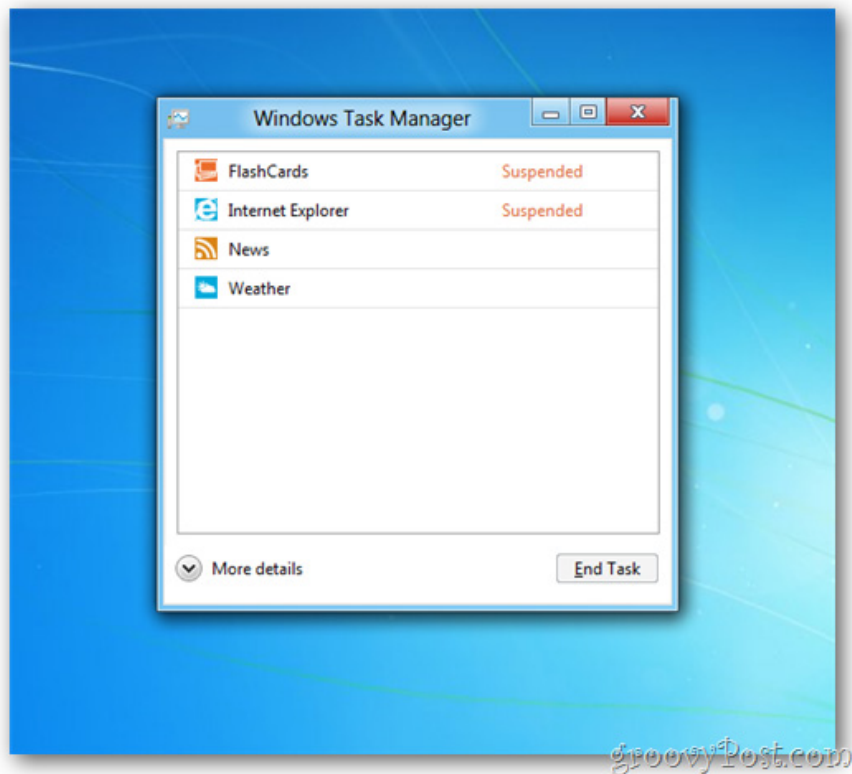 Windows Task Manager
FlashCards Suspended
Internet Explorer Suspended
News
Weather
More details End Task
groovyPost.com